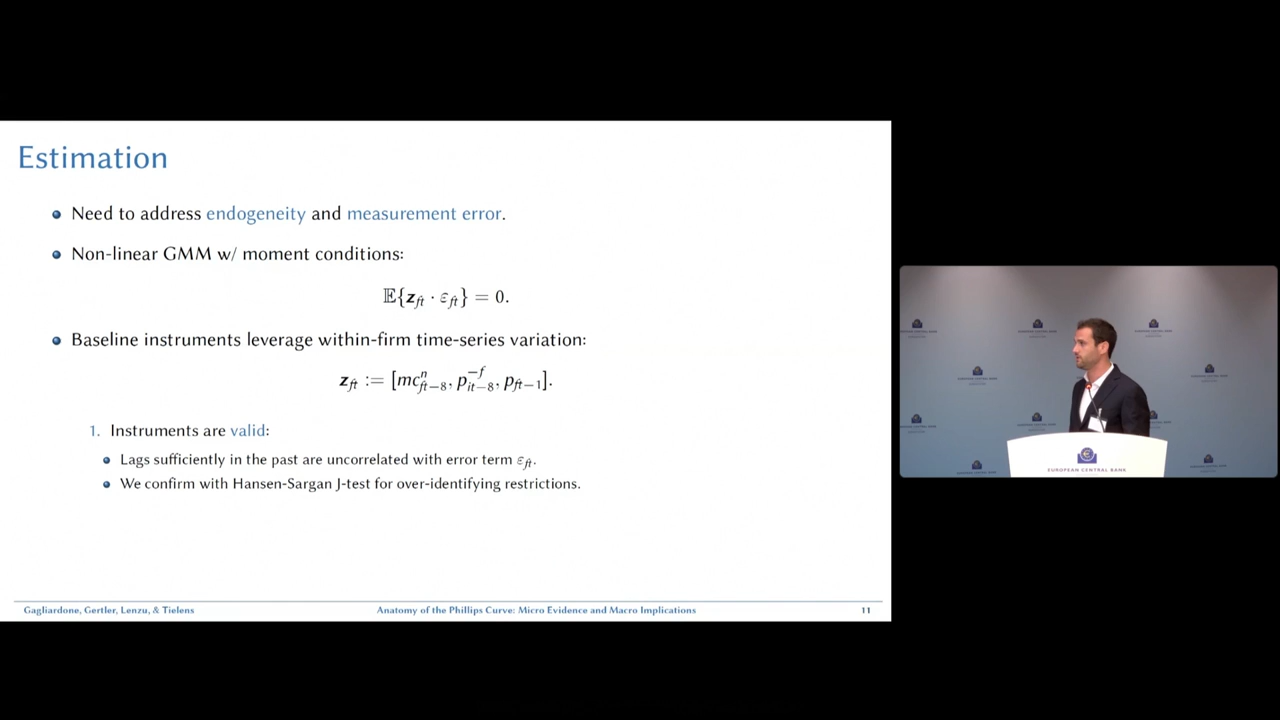 Estimation
Need to address endogeneity and measurement error.
Non-linear GMM w/ moment conditions:
𝔼{z_ft · ε_ft} = 0.
Baseline instruments leverage within-firm time-series variation:
z_ft := [mc^n_ft−8, p^−f_it−8, p_ft−1].
1. Instruments are valid:
Lags sufficiently in the past are uncorrelated with error term ε_ft.
We confirm with Hansen-Sargan J-test for over-identifying restrictions.
Gagliardone, Gertler, Lenzu, & Tielens
Anatomy of the Phillips Curve: Micro Evidence and Macro Implications
11
EUROPEAN CENTRAL BANK